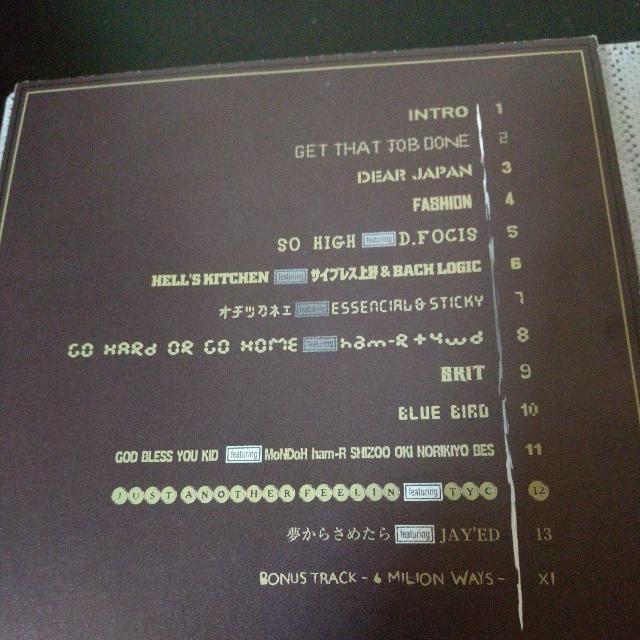 INTRO 1
GET THAT JOB DONE 2
DEAR JAPAN 3
FASHION 4
SO HIGH featuring D.FOCIS 5
HELL'S KITCHEN featuring サイプレス上野 & BACH LOGIC 6
オチツカネェ featuring ESSENCIAL & STICKY 7
GO HARd OR GO HOME featuring ham-R + 4wd 8
SKIT 9
BLUE BIRD 10
GOD BLESS YOU KID featuring MoNDoH ham-R SHIZOO OKI NORIKIYO BES 11
JUST ANOTHER FEELIN featuring TYC 12
夢からさめたら featuring JAY'ED 13
BONUS TRACK - 6 MILION WAYS - XI